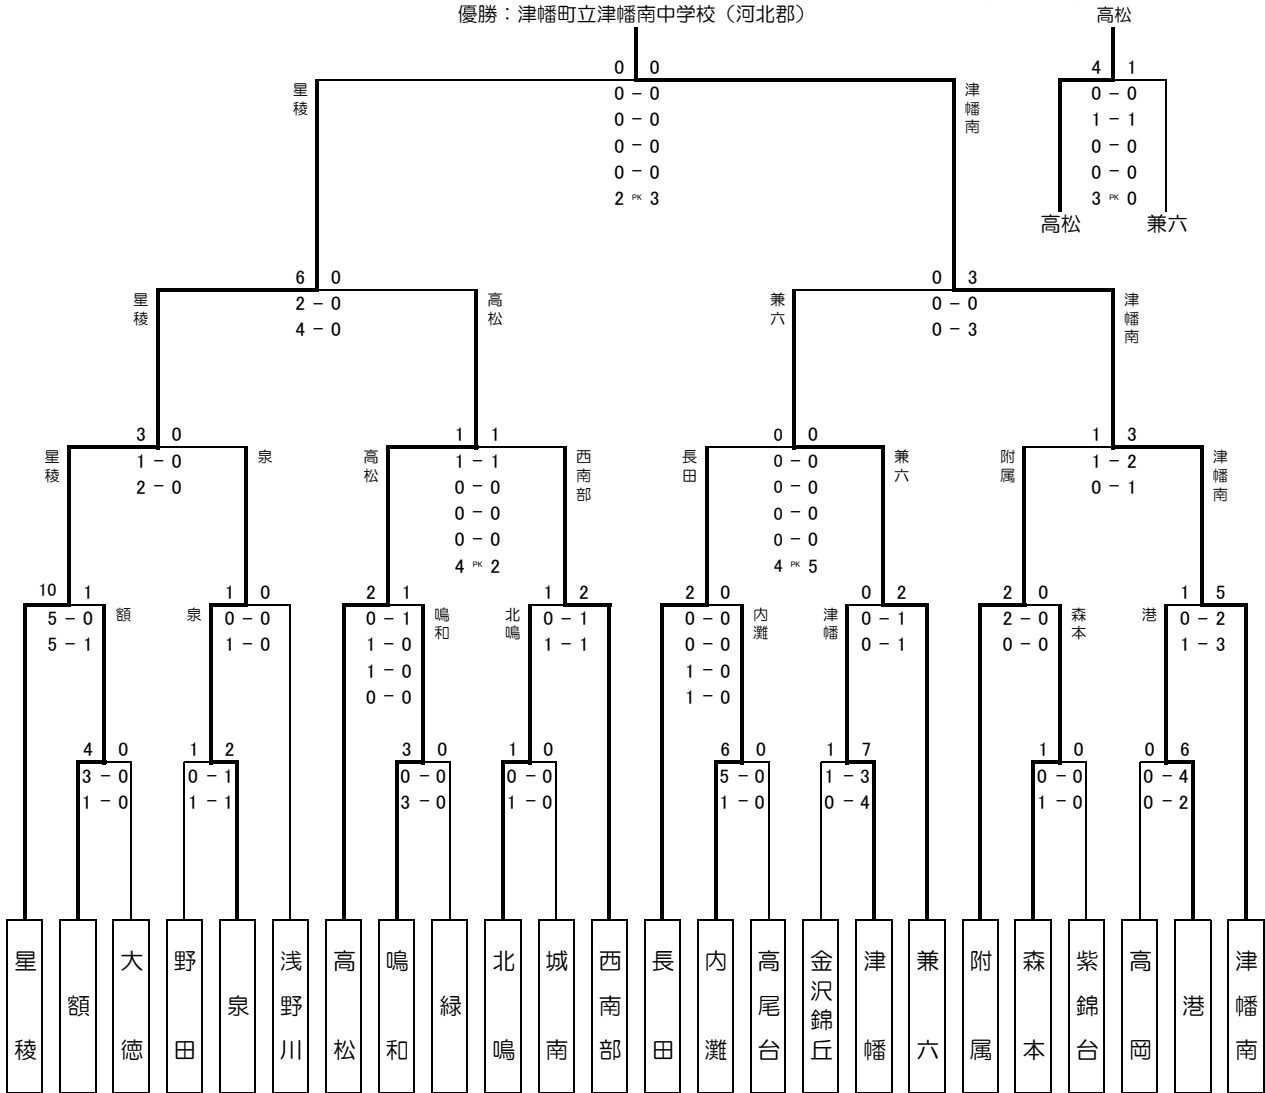 優勝：津幡町立津幡南中学校（河北郡）
高松
0 0
0 － 0
0 － 0
0 － 0
0 － 0
2 PK 3
星稜
津幡南
4 1
0 － 0
1 － 1
0 － 0
0 － 0
3 PK 0
高松
兼六
6 0
2 － 0
4 － 0
星稜
高松
0 3
0 － 0
0 － 3
兼六
津幡南
3 0
1 － 0
2 － 0
星稜
泉
1 1
1 － 1
0 － 0
0 － 0
0 － 0
4 PK 2
高松
西南部
0 0
0 － 0
0 － 0
0 － 0
0 － 0
4 PK 5
長田
兼六
1 3
1 － 2
0 － 1
附属
津幡南
10 1
5 － 0
5 － 1
額
1 0
0 － 0
1 － 0
泉
2 1
0 － 1
1 － 0
1 － 0
0 － 0
鳴和
1 2
0 － 1
1 － 1
北鳴
2 0
0 － 0
0 － 0
1 － 0
1 － 0
内灘
0 2
0 － 1
0 － 1
津幡
2 0
2 － 0
0 － 0
森本
1 5
0 － 2
1 － 3
港
4 0
3 － 0
1 － 0
1 2
0 － 1
1 － 1
3 0
0 － 0
3 － 0
1 0
0 － 0
1 － 0
6 0
5 － 0
1 － 0
1 7
1 － 3
0 － 4
1 0
0 － 0
1 － 0
0 6
0 － 4
0 － 2
星稜
額
大徳
野田
泉
浅野川
高松
鳴和
緑
北鳴
城南
西南部
長田
内灘
高尾台
金沢錦丘
津幡
兼六
附属
森本
紫錦台
高岡
港
津幡南